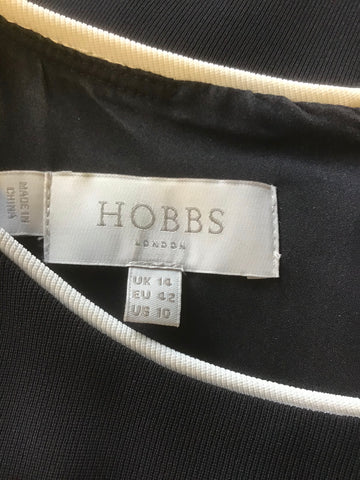 MADE IN
CHINA
HOBBS
LONDON
UK 14
EU 42
US 10